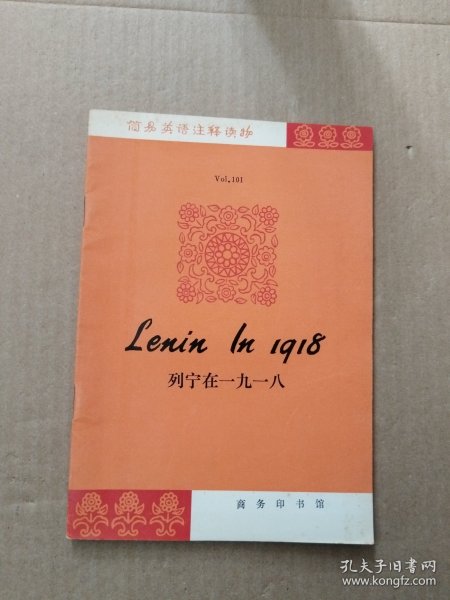 简易英语注释读物
Vol.101
Lenin In 1918
列宁在一九一八
商务印书馆
孔夫子旧书网
www.kongfz.com